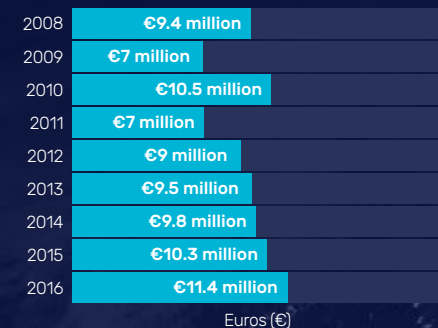 2008 €9.4 million
2009 €7 million
2010 €10.5 million
2011 €7 million
2012 €9 million
2013 €9.5 million
2014 €9.8 million
2015 €10.3 million
2016 €11.4 million
Euros (€)